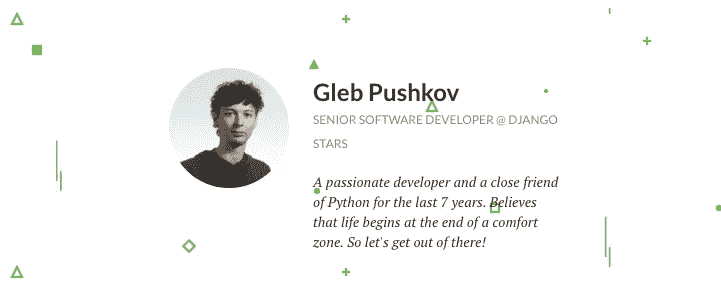 Gleb Pushkov
SENIOR SOFTWARE DEVELOPER @ DJANGO
STARS
A passionate developer and a close friend
of Python for the last 7 years. Believes
that life begins at the end of a comfort
zone. So let's get out of there!